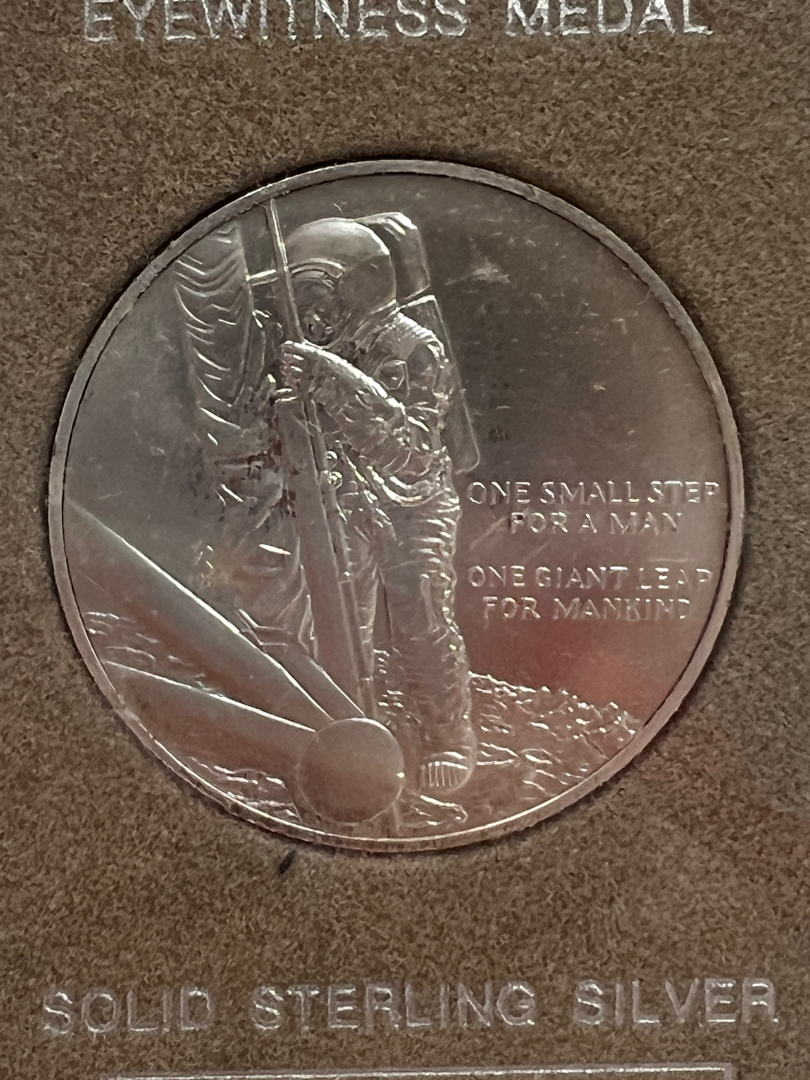 EYEWITNESS MEDAL
ONE SMALL STEP
FOR A MAN
ONE GIANT LEAP
FOR MANKIND
SOLID STERLING SILVER